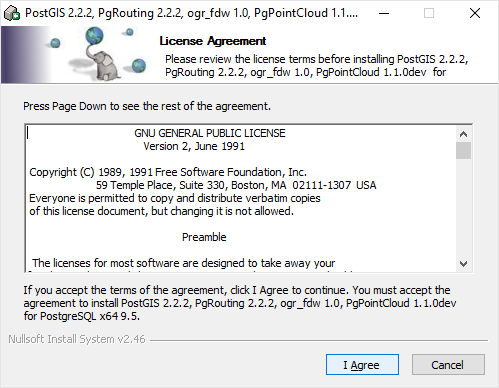 PostGIS 2.2.2, PgRouting 2.2.2, ogr_fdw 1.0, PgPointCloud 1.1....
License Agreement
Please review the license terms before installing PostGIS 2.2.2,
PgRouting 2.2.2, ogr_fdw 1.0, PgPointCloud 1.1.0dev for
Press Page Down to see the rest of the agreement.
GNU GENERAL PUBLIC LICENSE
Version 2, June 1991
Copyright (C) 1989, 1991 Free Software Foundation, Inc.
59 Temple Place, Suite 330, Boston, MA 02111-1307 USA
Everyone is permitted to copy and distribute verbatim copies
of this license document, but changing it is not allowed.
Preamble
The licenses for most software are designed to take away your
If you accept the terms of the agreement, click I Agree to continue. You must accept the
agreement to install PostGIS 2.2.2, PgRouting 2.2.2, ogr_fdw 1.0, PgPointCloud 1.1.0dev
for PostgreSQL x64 9.5.
Nullsoft Install System v2.46
I Agree
Cancel